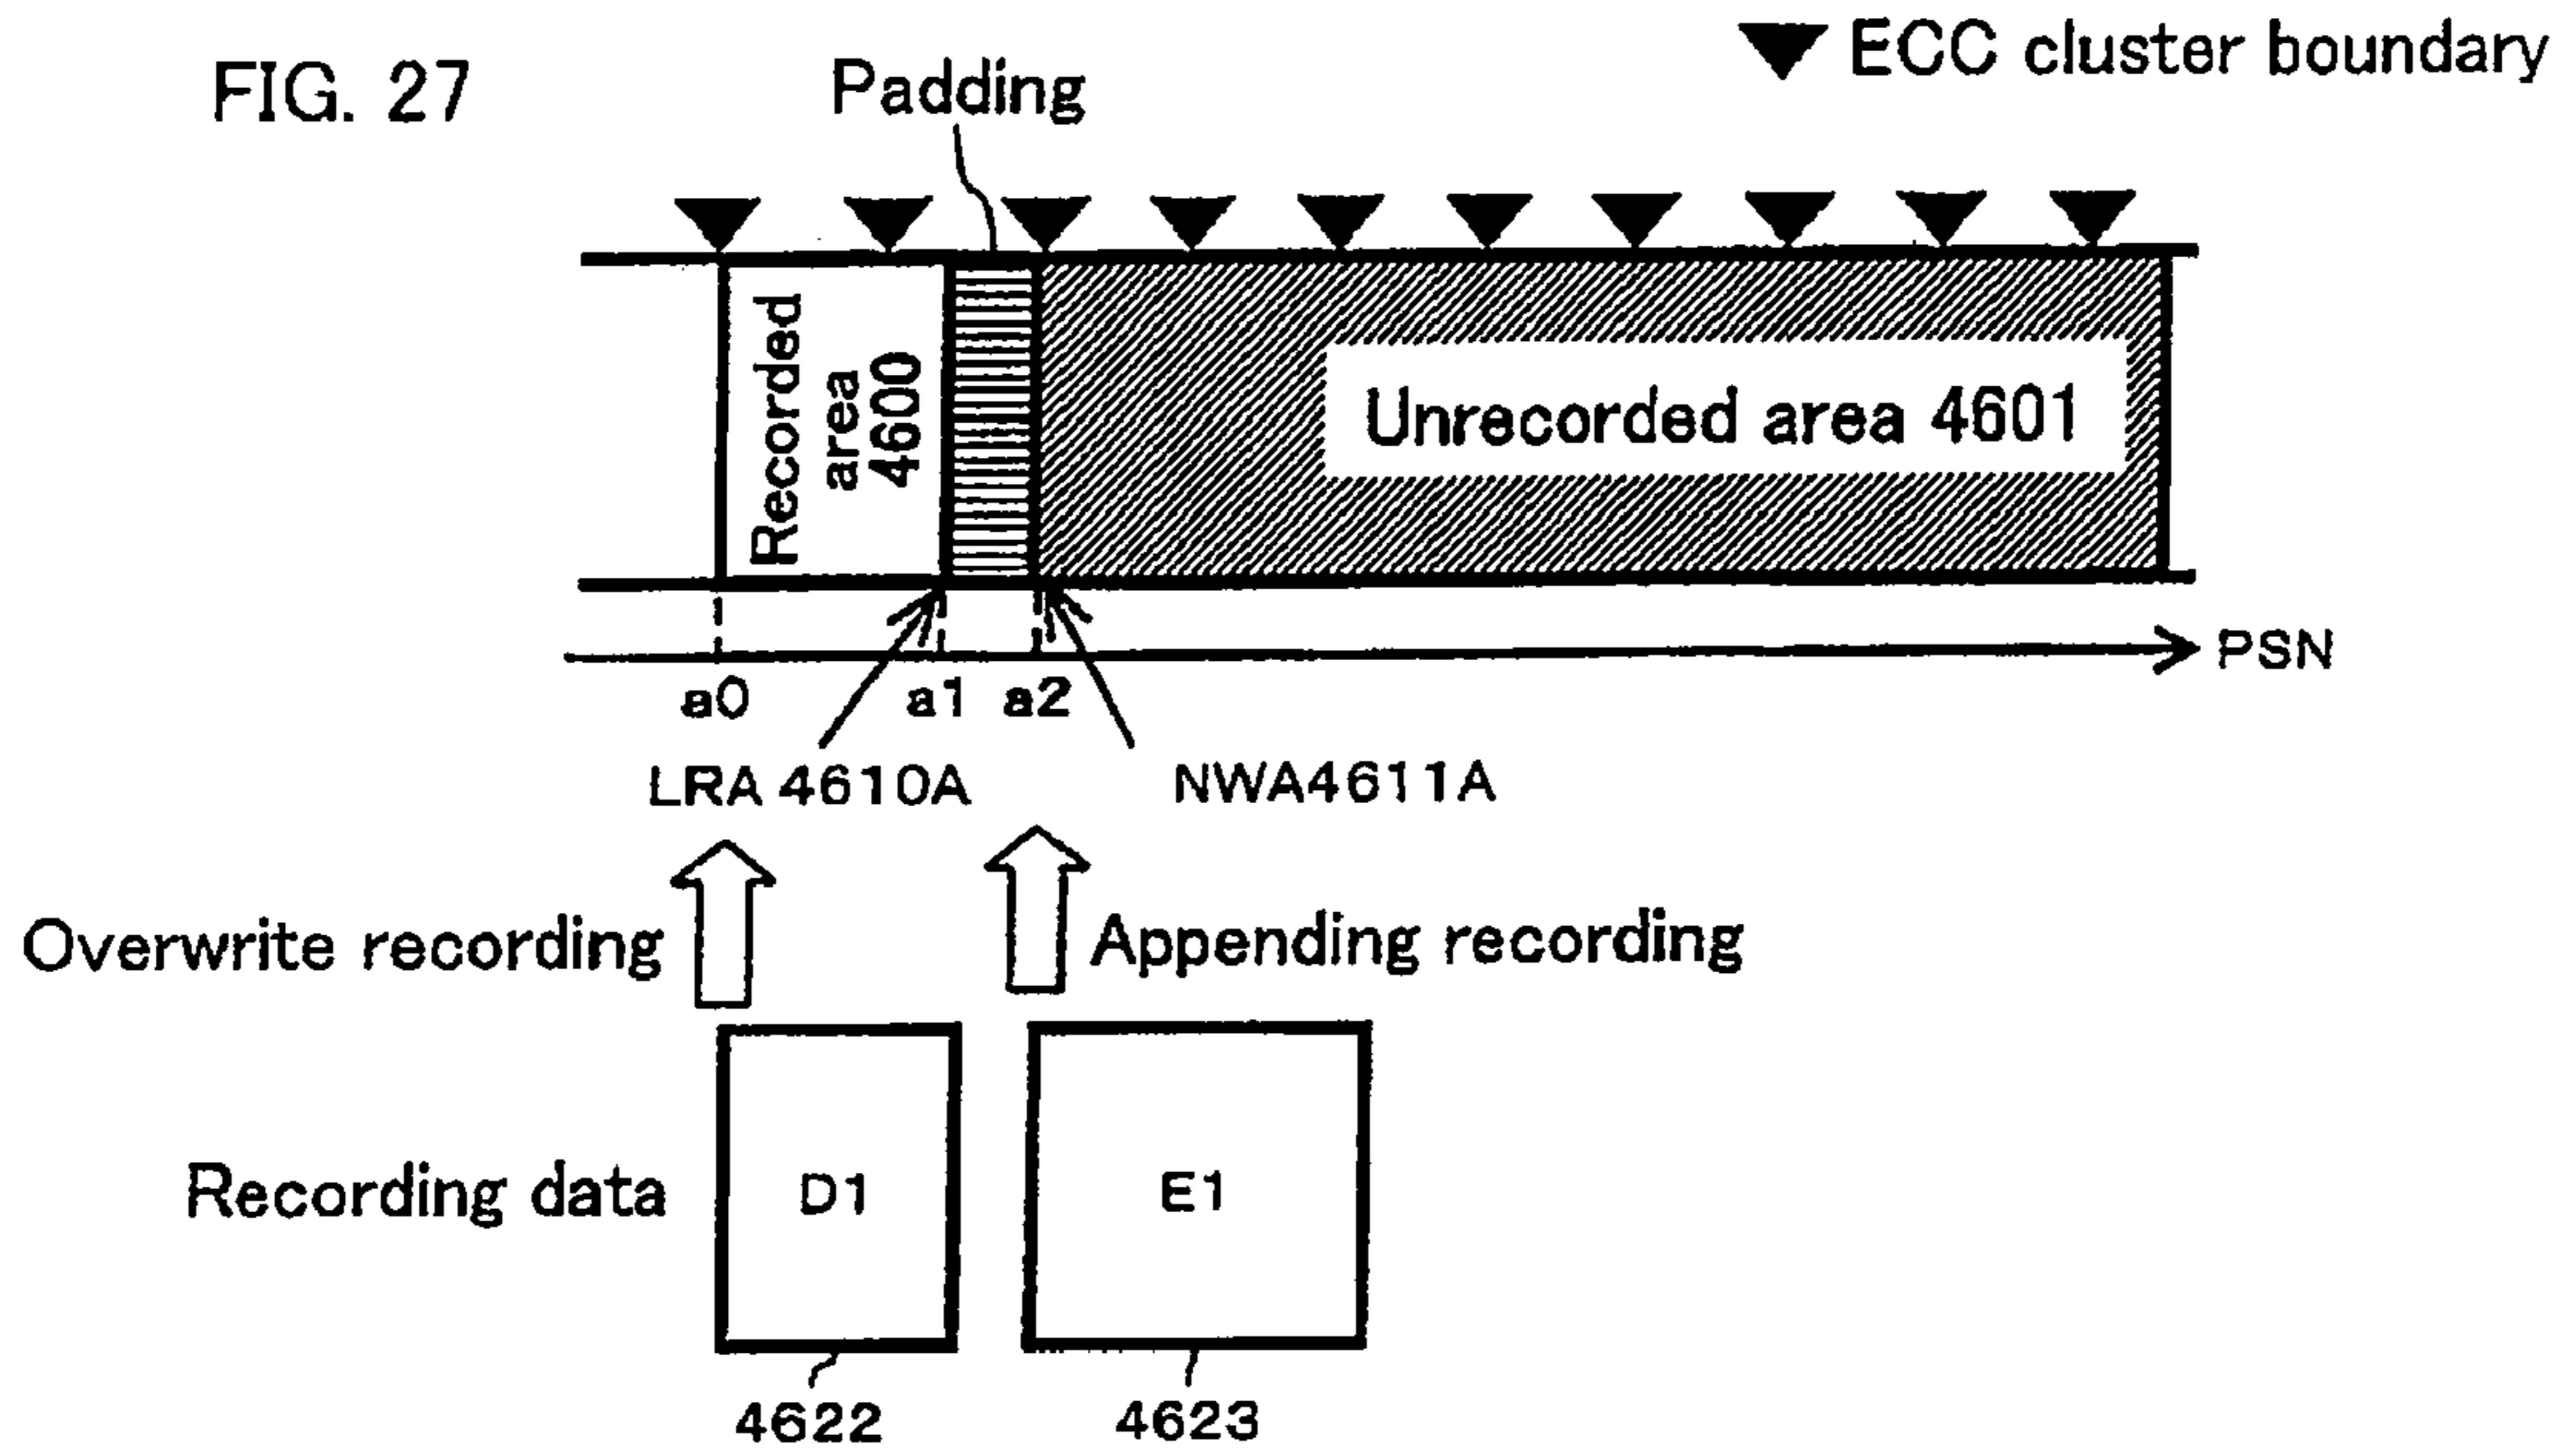 FIG. 27
▼ ECC cluster boundary
Padding
Recorded
area
4600
Unrecorded area 4601
PSN
a0
a1
a2
LRA 4610A
NWA4611A
Overwrite recording
Appending recording
Recording data
D1
E1
4622
4623